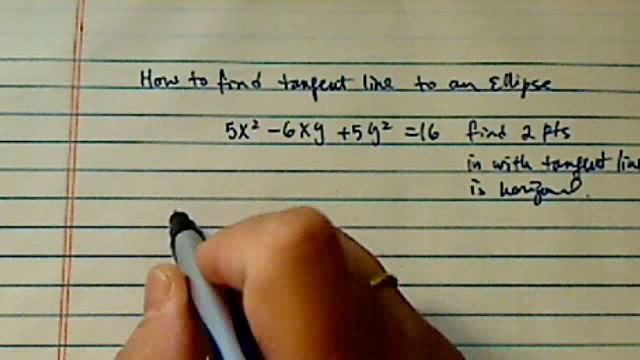 How to find tangent line to an Ellipse
5x² - 6xy + 5y² = 16 find 2 pts
in with tangent line
is horizontal.